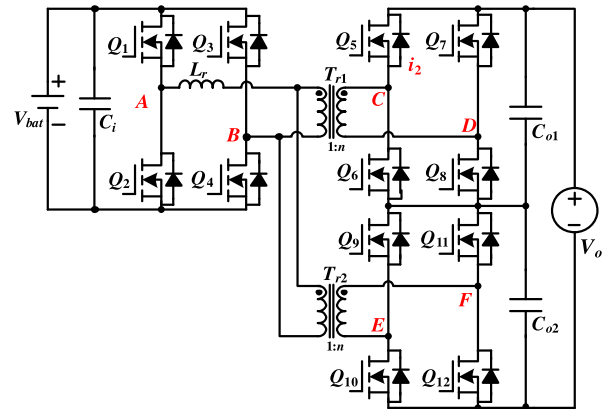 Q1 Q3 Q5 Q7
i2
Lr Tr1
A C
+ Vbat − Ci
B D Co1
1:n
Q2 Q4 Q6 Q8
+ − Vo
Q9 Q11
Tr2
F
E Co2
1:n
Q10 Q12